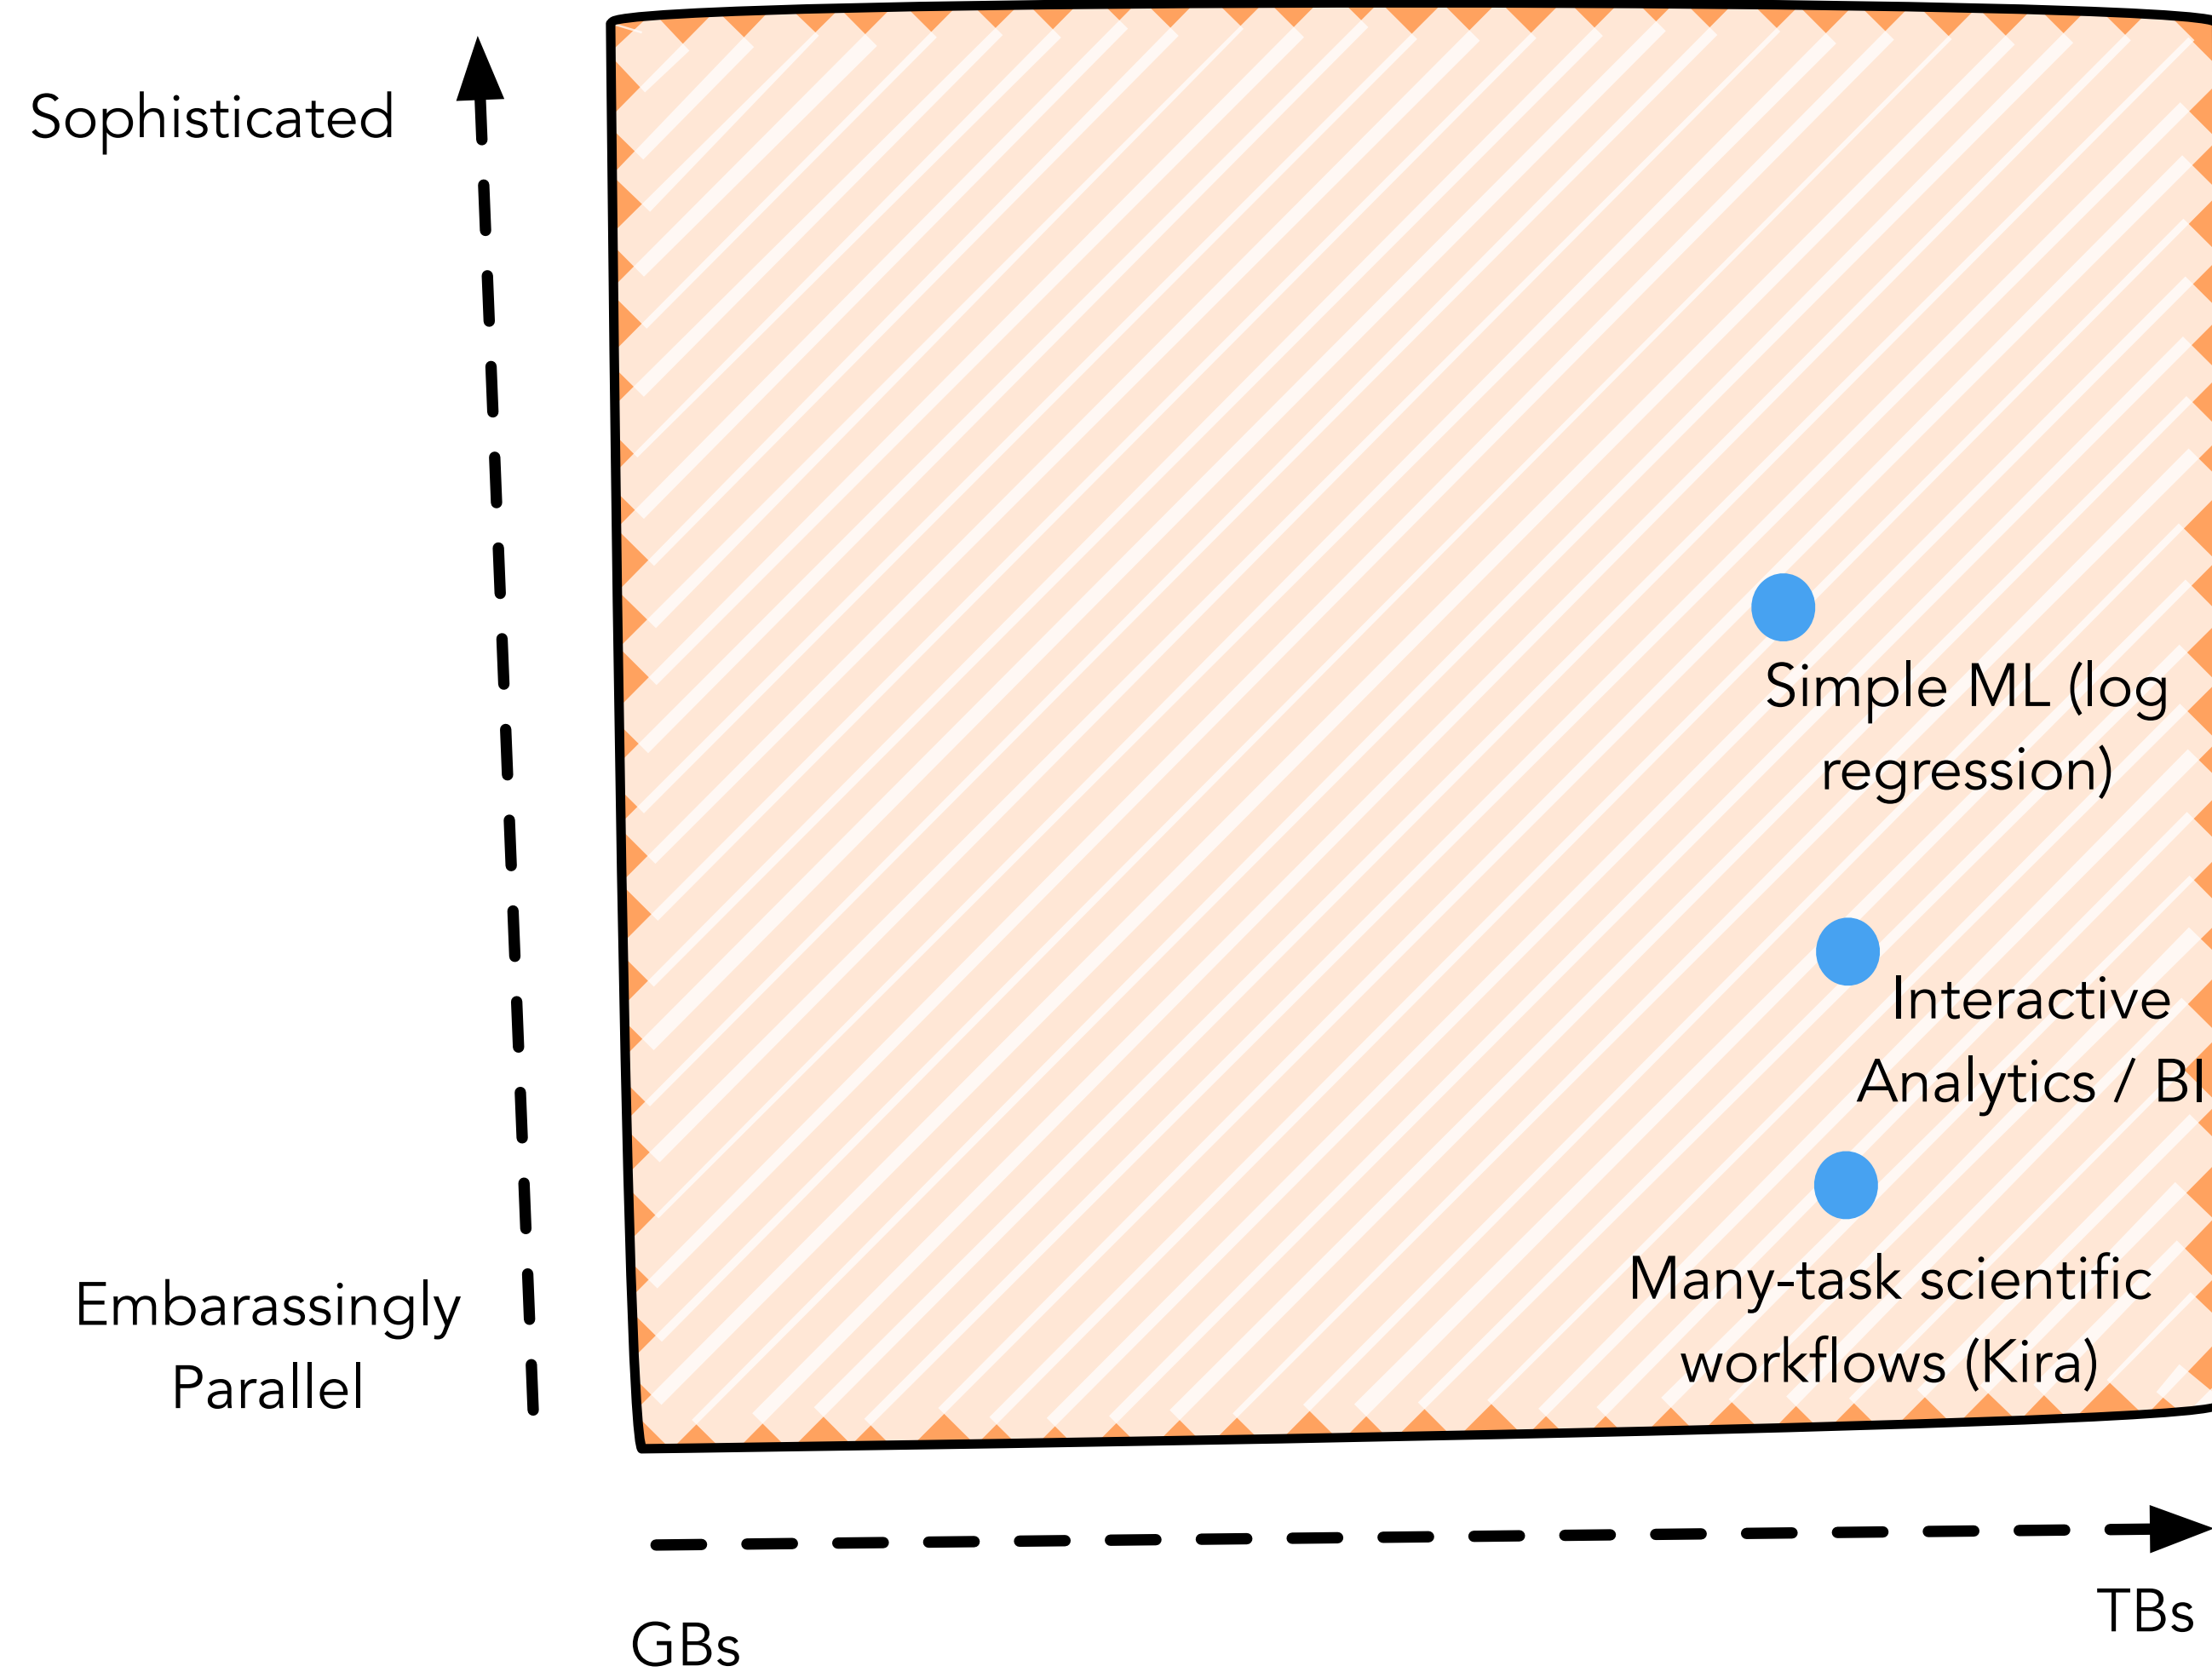 Sophisticated
Simple ML (log
regression)
Interactive
Analytics / BI
Many-task scientific
workflows (Kira)
Embarassingly
Parallel
GBs
TBs